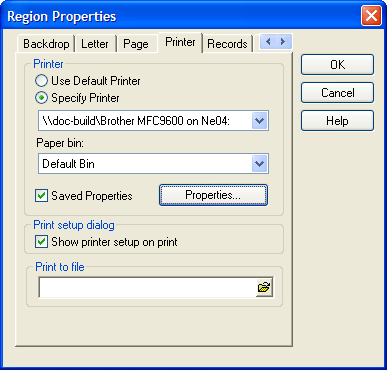 Region Properties
Backdrop Letter Page Printer Records
Printer
Use Default Printer
Specify Printer
\\doc-build\Brother MFC9600 on Ne04:
Paper bin:
Default Bin
Saved Properties
Properties...
Print setup dialog
Show printer setup on print
Print to file
OK
Cancel
Help